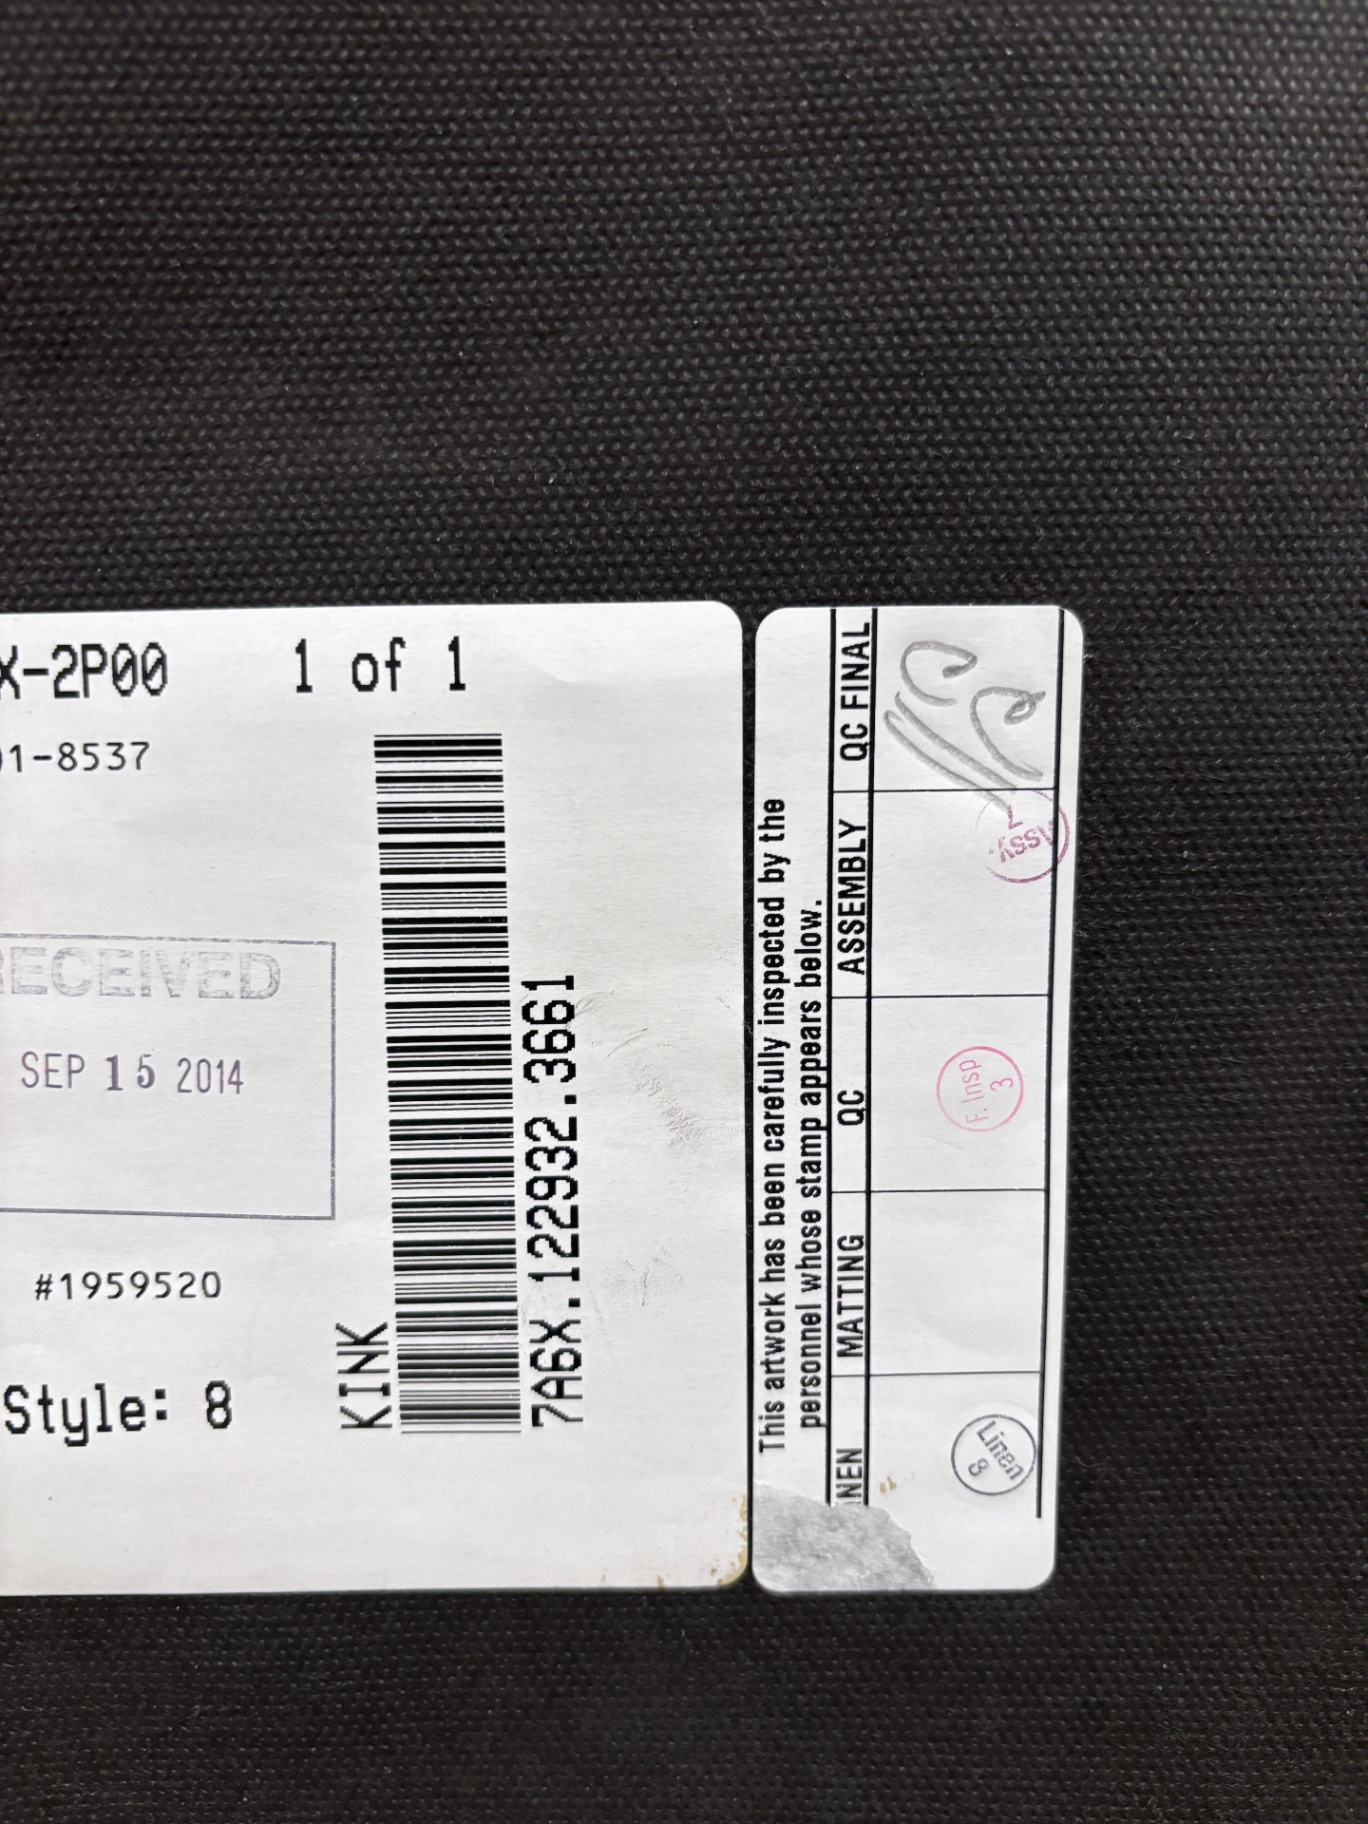 X-2P00 1 of 1
01-8537
RECEIVED
SEP 15 2014
#1959520
Style: 8
KINK
7A6X.12932.3661
This artwork has been carefully inspected by the
personnel whose stamp appears below.
NEN MATTING QC ASSEMBLY QC FINAL
Linen
8
F. Insp
3
Assy.